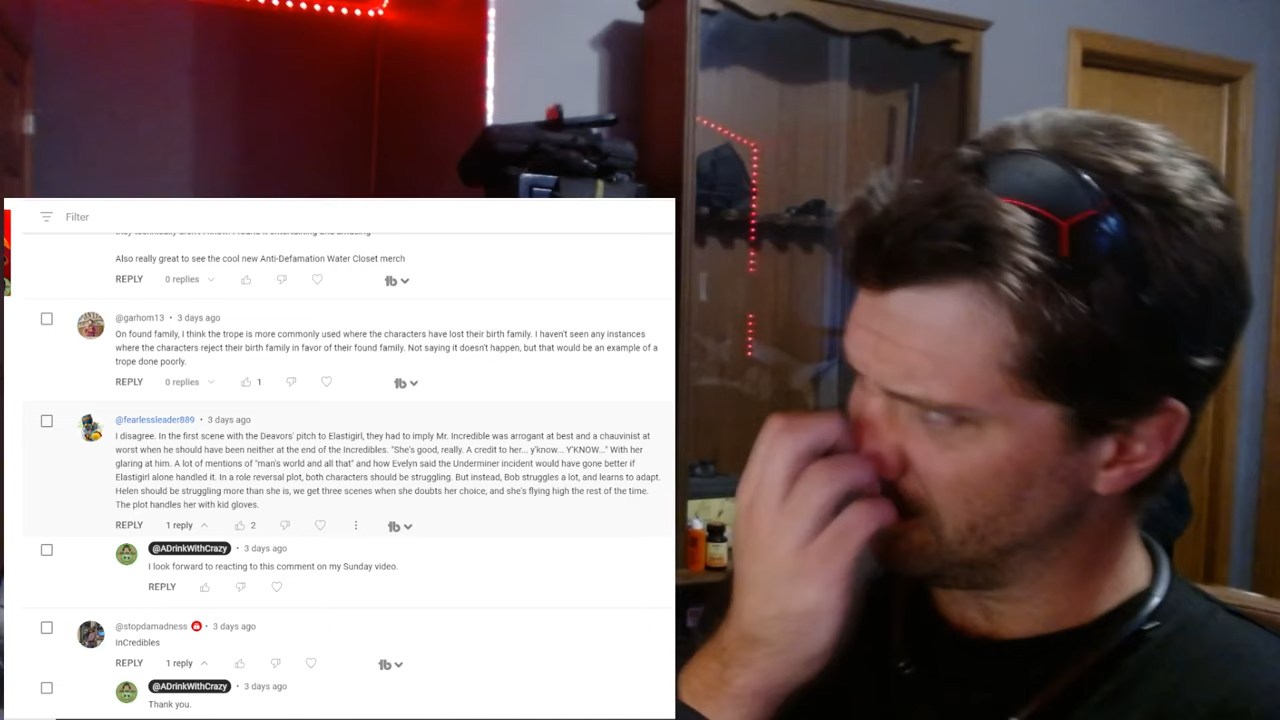 Filter
they technically aren't
Also really great to see the cool new Anti-Defamation Water Closet merch
REPLY 0 replies
@garhom13 • 3 days ago
On found family, I think the trope is more commonly used where the characters have lost their birth family. I haven't seen any instances
where the characters reject their birth family in favor of their found family. Not saying it doesn't happen, but that would be an example of a
trope done poorly.
REPLY 0 replies 1
@fearlessleader889 • 3 days ago
I disagree. In the first scene with the Deavors' pitch to Elastigirl, they had to imply Mr. Incredible was arrogant at best and a chauvinist at
worst when he should have been neither at the end of the Incredibles. "She's good, really. A credit to her... y'know... Y'KNOW..." With her
glaring at him. A lot of mentions of "man's world and all that" and how Evelyn said the Underminer incident would have gone better if
Elastigirl alone handled it. In a role reversal plot, both characters should be struggling. But instead, Bob struggles a lot, and learns to adapt.
Helen should be struggling more than she is, we get three scenes when she doubts her choice, and she's flying high the rest of the time.
The plot handles her with kid gloves.
REPLY 1 reply 2
@ADrinkWithCrazy • 3 days ago
I look forward to reacting to this comment on my Sunday video.
REPLY
@stopdamadness • 3 days ago
InCredibles
REPLY 1 reply
@ADrinkWithCrazy • 3 days ago
Thank you.